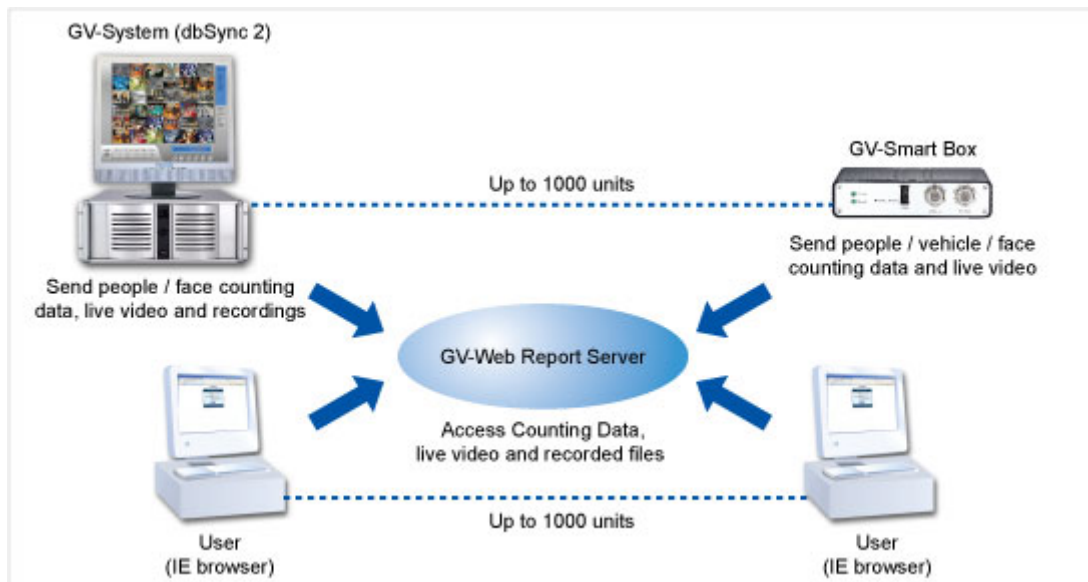 GV-System (dbSync 2)
GV-Smart Box
Up to 1000 units
Send people / face counting
data, live video and recordings
Send people / vehicle / face
counting data and live video
GV-Web Report Server
Access Counting Data,
live video and recorded files
Up to 1000 units
User
(IE browser)
User
(IE browser)